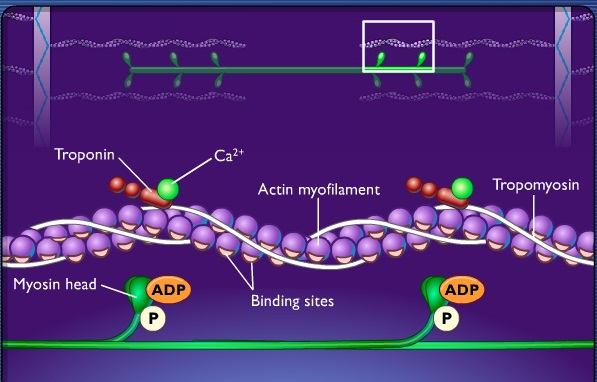 Troponin
Ca²⁺
Actin myofilament
Tropomyosin
Myosin head
ADP
P
Binding sites
ADP
P